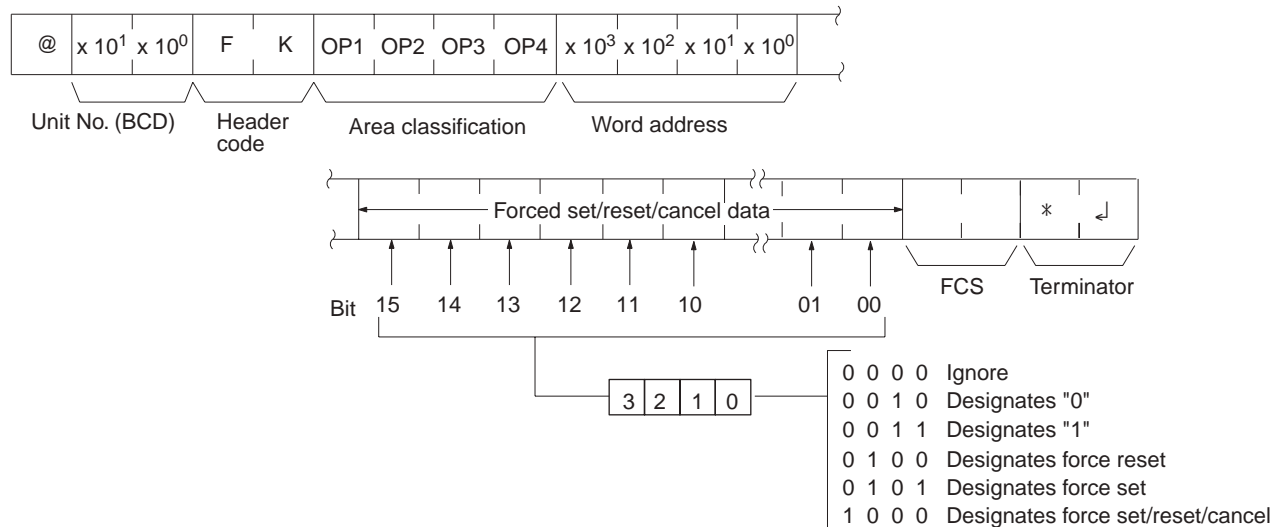 @ x 10¹ x 10⁰ F K OP1 OP2 OP3 OP4 x 10³ x 10² x 10¹ x 10⁰
Unit No. (BCD) Header code Area classification Word address
Forced set/reset/cancel data * ↲
FCS Terminator
Bit 15 14 13 12 11 10 01 00
3 2 1 0
0 0 0 0 Ignore
0 0 1 0 Designates "0"
0 0 1 1 Designates "1"
0 1 0 0 Designates force reset
0 1 0 1 Designates force set
1 0 0 0 Designates force set/reset/cancel